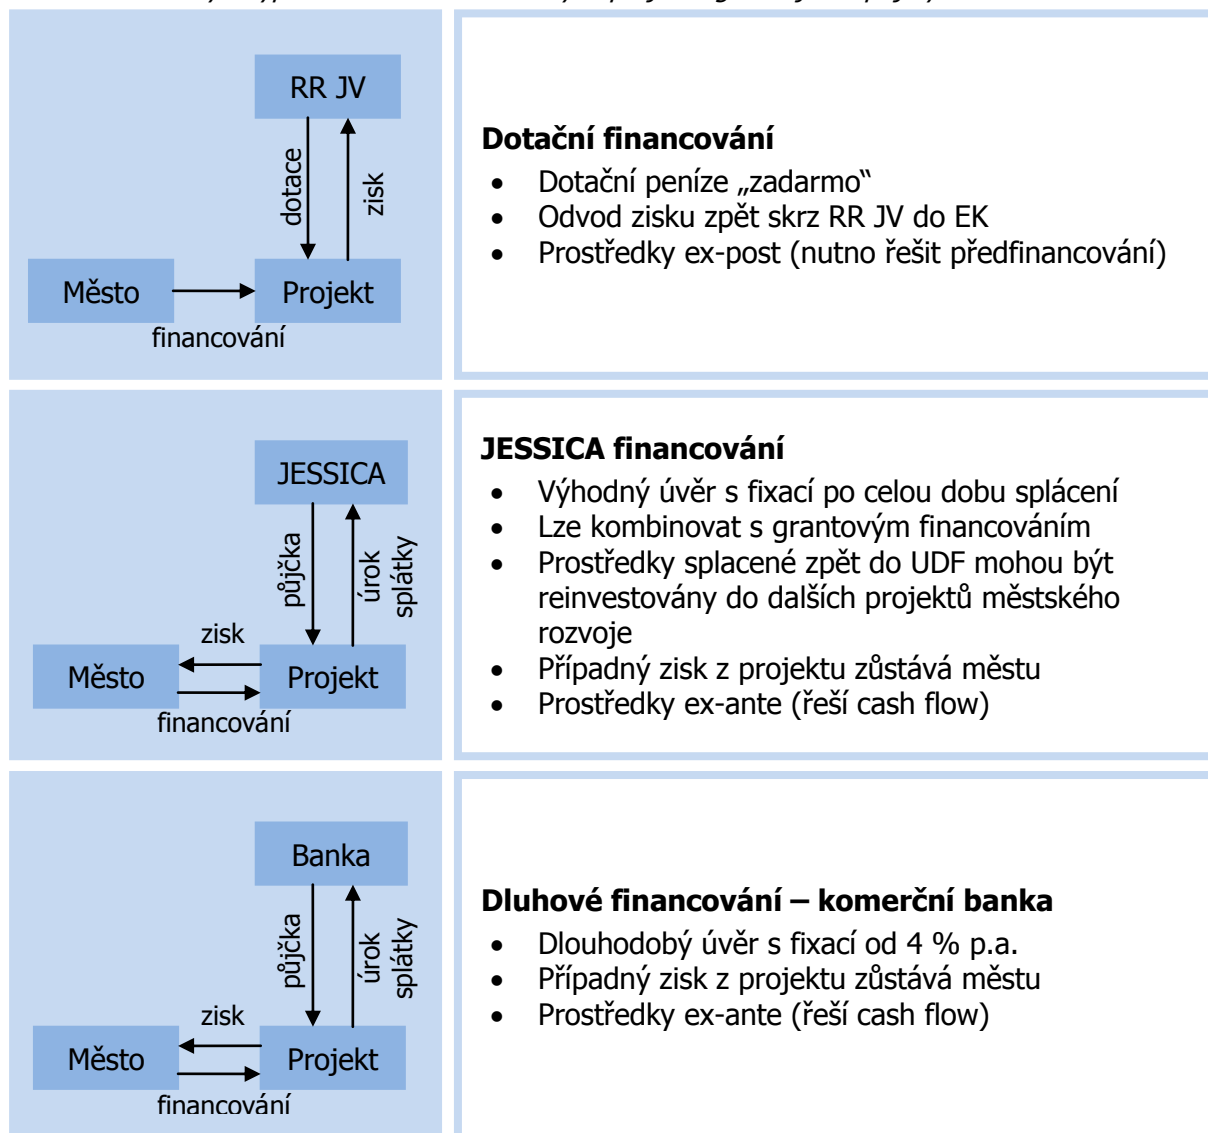 RR JV
dotace
zisk
Město
Projekt
financování
Dotační financování
• Dotační peníze „zadarmo“
• Odvod zisku zpět skrz RR JV do EK
• Prostředky ex-post (nutno řešit předfinancování)
JESSICA
půjčka
úrok
splátky
zisk
Město
Projekt
financování
JESSICA financování
• Výhodný úvěr s fixací po celou dobu splácení
• Lze kombinovat s grantovým financováním
• Prostředky splacené zpět do UDF mohou být
reinvestovány do dalších projektů městského
rozvoje
• Případný zisk z projektu zůstává městu
• Prostředky ex-ante (řeší cash flow)
Banka
půjčka
úrok
splátky
zisk
Město
Projekt
financování
Dluhové financování – komerční banka
• Dlouhodobý úvěr s fixací od 4 % p.a.
• Případný zisk z projektu zůstává městu
• Prostředky ex-ante (řeší cash flow)